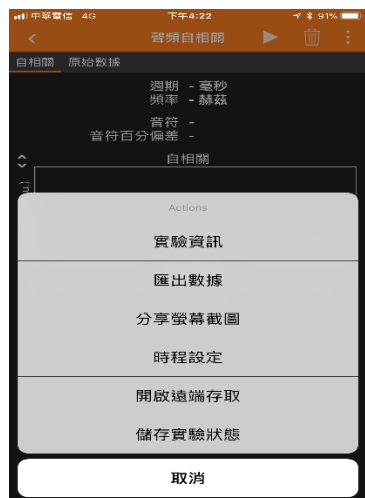 中華電信 4G 下午4:22 91%
聲頻自相關
自相關 原始數據
週期 - 毫秒
頻率 - 赫茲
音符 -
音符百分偏差 -
自相關
Actions
實驗資訊
匯出數據
分享螢幕截圖
時程設定
開啟遠端存取
儲存實驗狀態
取消